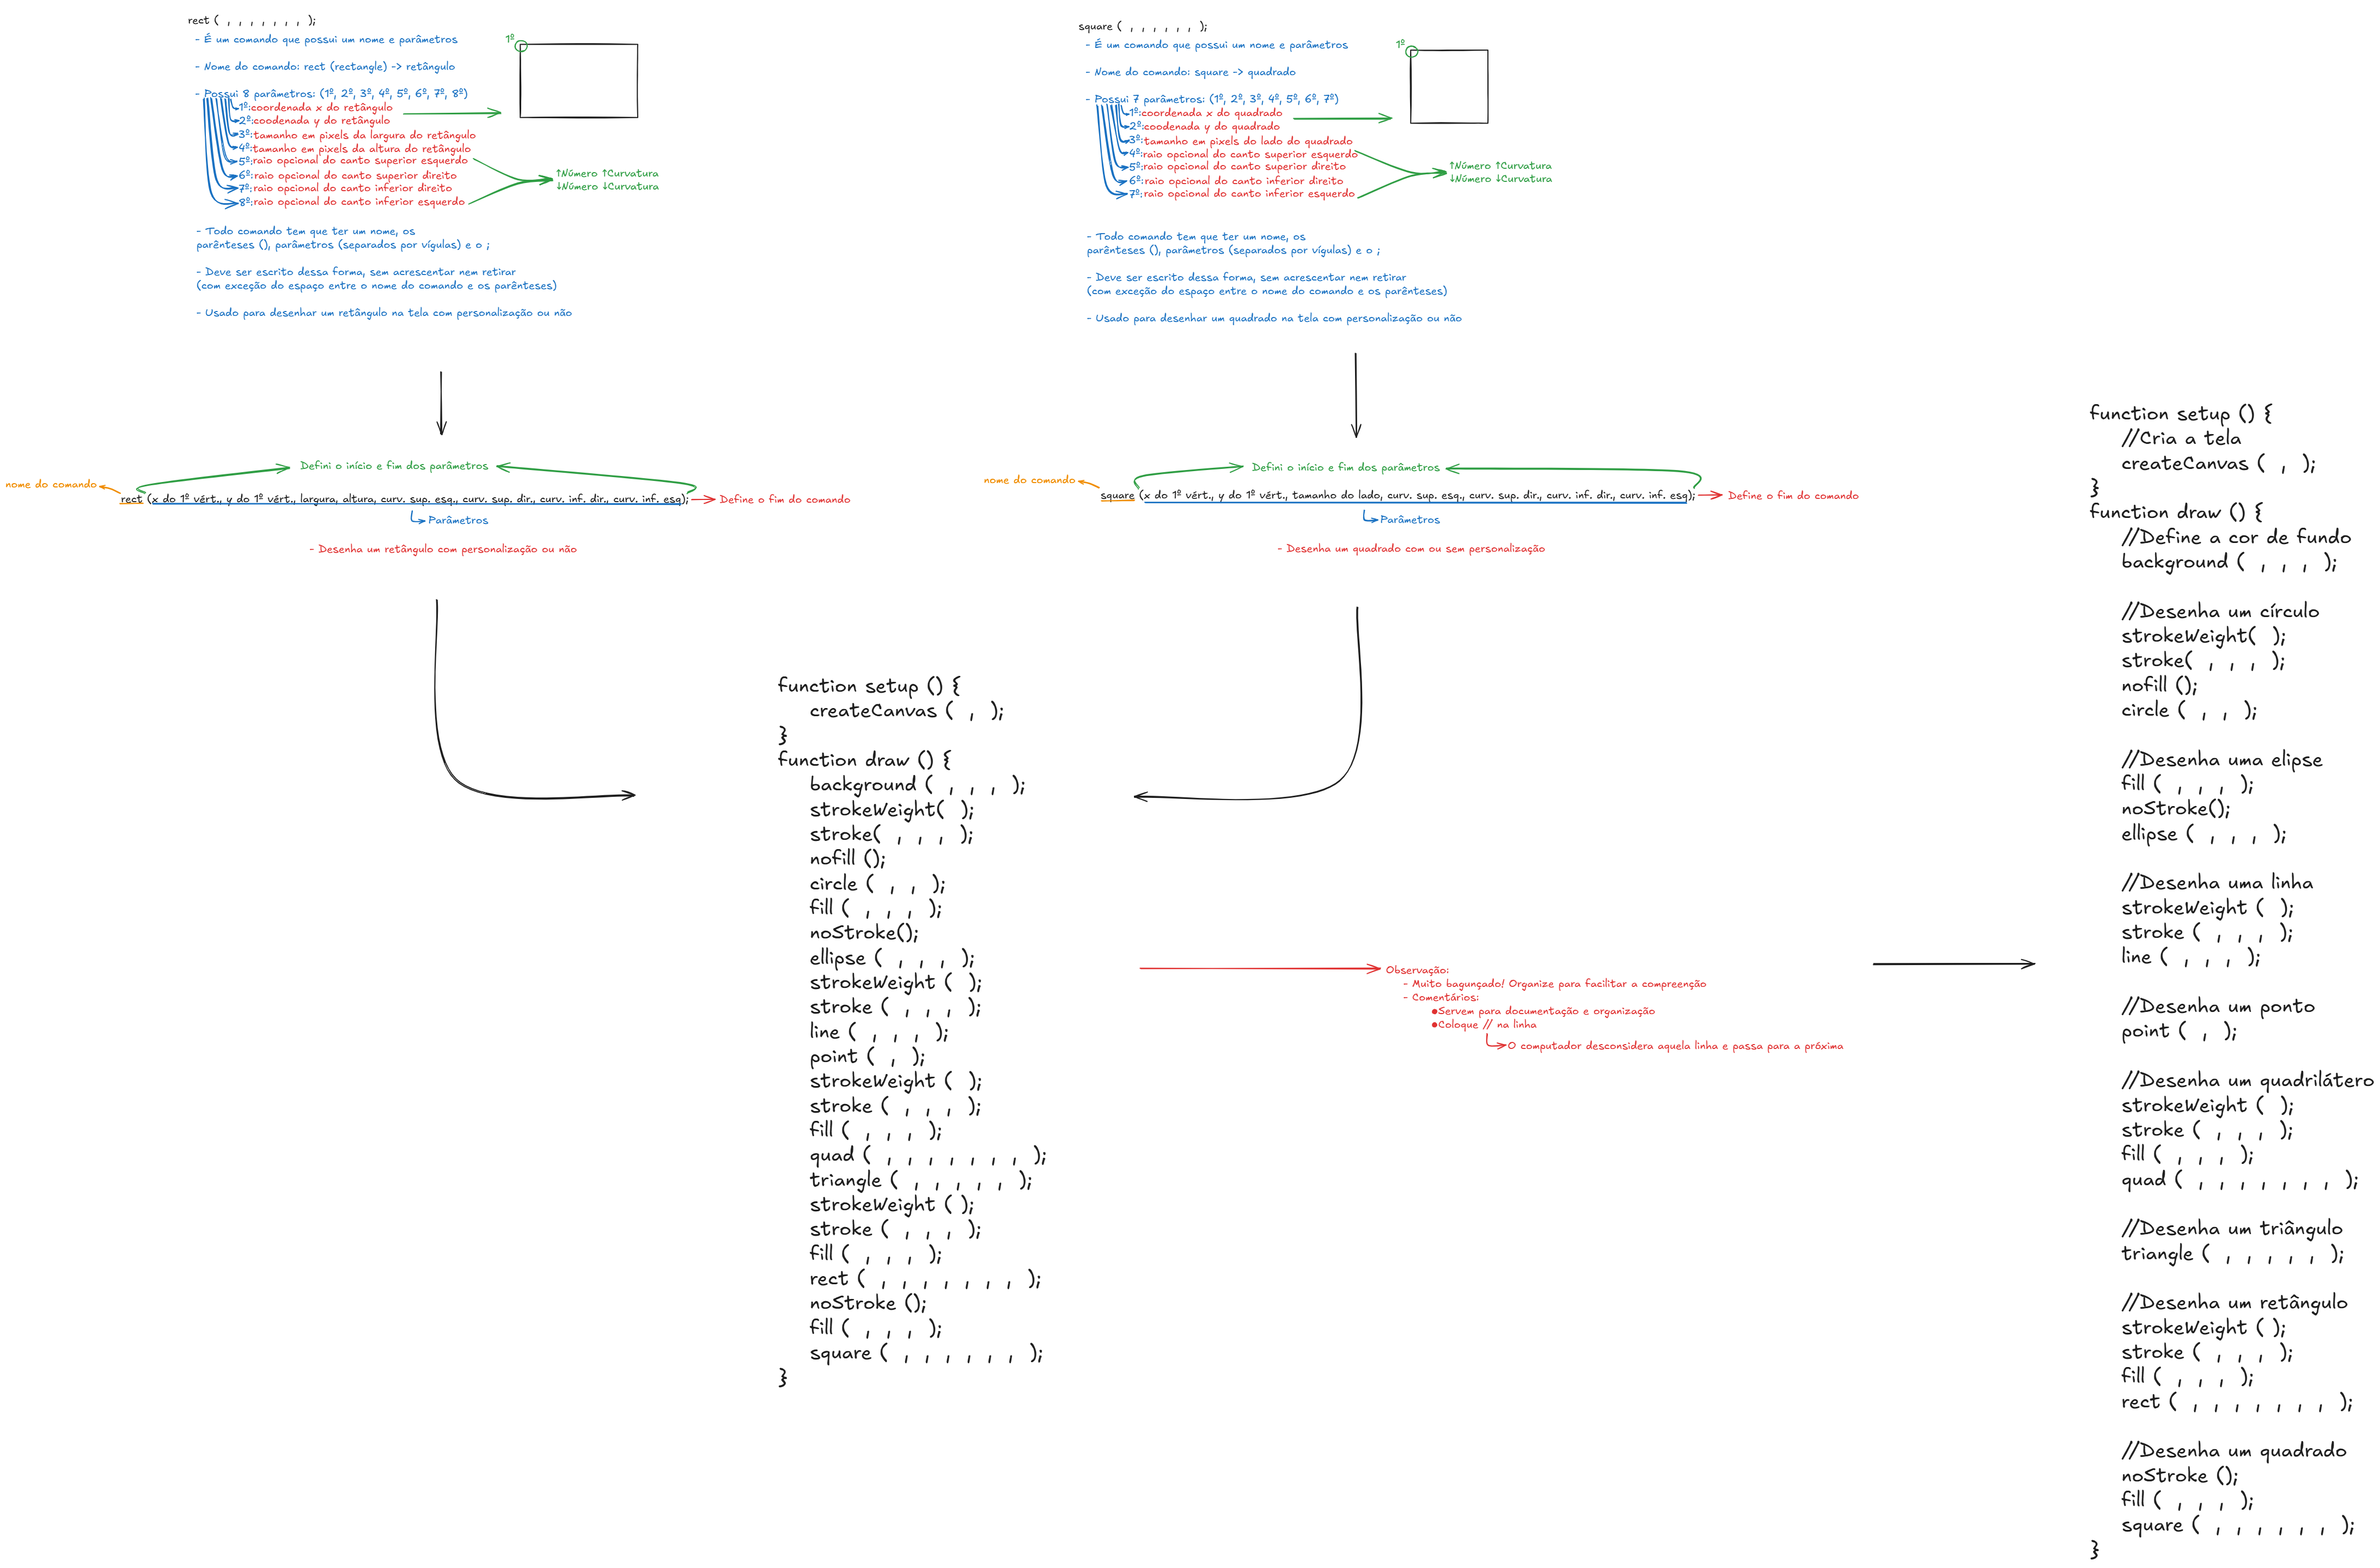 rect (  ,  ,  ,  ,  ,  ,  ,  );
- É um comando que possui um nome e parâmetros
- Nome do comando: rect (rectangle) -> retângulo
- Possui 8 parâmetros: (1º, 2º, 3º, 4º, 5º, 6º, 7º, 8º)
1º:coordenada x do retângulo
2º:coodenada y do retângulo
3º:tamanho em pixels da largura do retângulo
4º:tamanho em pixels da altura do retângulo
5º:raio opcional do canto superior esquerdo
6º:raio opcional do canto superior direito
7º:raio opcional do canto inferior direito
8º:raio opcional do canto inferior esquerdo
1º
↑Número ↑Curvatura
↓Número ↓Curvatura
- Todo comando tem que ter um nome, os
parênteses (), parâmetros (separados por vígulas) e o ;
- Deve ser escrito dessa forma, sem acrescentar nem retirar
(com exceção do espaço entre o nome do comando e os parênteses)
- Usado para desenhar um retângulo na tela com personalização ou não
Defini o início e fim dos parâmetros
nome do comando
rect (x do 1º vért., y do 1º vért., largura, altura, curv. sup. esq., curv. sup. dir., curv. inf. dir., curv. inf. esq);
Define o fim do comando
Parâmetros
- Desenha um retângulo com personalização ou não
square (  ,  ,  ,  ,  ,  ,  );
- É um comando que possui um nome e parâmetros
- Nome do comando: square -> quadrado
- Possui 7 parâmetros: (1º, 2º, 3º, 4º, 5º, 6º, 7º)
1º:coordenada x do quadrado
2º:coodenada y do quadrado
3º:tamanho em pixels do lado do quadrado
4º:raio opcional do canto superior esquerdo
5º:raio opcional do canto superior direito
6º:raio opcional do canto inferior direito
7º:raio opcional do canto inferior esquerdo
1º
↑Número ↑Curvatura
↓Número ↓Curvatura
- Todo comando tem que ter um nome, os
parênteses (), parâmetros (separados por vígulas) e o ;
- Deve ser escrito dessa forma, sem acrescentar nem retirar
(com exceção do espaço entre o nome do comando e os parênteses)
- Usado para desenhar um quadrado na tela com personalização ou não
Defini o início e fim dos parâmetros
nome do comando
square (x do 1º vért., y do 1º vért., tamanho do lado, curv. sup. esq., curv. sup. dir., curv. inf. dir., curv. inf. esq);
Define o fim do comando
Parâmetros
- Desenha um quadrado com ou sem personalização
function setup () {
createCanvas (  ,  );
}
function draw () {
background (  ,  ,  ,  );
strokeWeight(  );
stroke(  ,  ,  ,  );
nofill ();
circle (  ,  ,  );
fill (  ,  ,  ,  );
noStroke();
ellipse (  ,  ,  ,  );
strokeWeight (  );
stroke (  ,  ,  ,  );
line (  ,  ,  ,  );
point (  ,  );
strokeWeight (  );
stroke (  ,  ,  ,  );
fill (  ,  ,  ,  );
quad (  ,  ,  ,  ,  ,  ,  ,  );
triangle (  ,  ,  ,  ,  ,  );
strokeWeight ( );
stroke (  ,  ,  ,  );
fill (  ,  ,  ,  );
rect (  ,  ,  ,  ,  ,  ,  ,  );
noStroke ();
fill (  ,  ,  ,  );
square (  ,  ,  ,  ,  ,  ,  );
}
Observação:
- Muito bagunçado! Organize para facilitar a compreenção
- Comentários:
●Servem para documentação e organização
●Coloque // na linha
O computador desconsidera aquela linha e passa para a próxima
function setup () {
//Cria a tela
createCanvas (  ,  );
}
function draw () {
//Define a cor de fundo
background (  ,  ,  ,  );
//Desenha um círculo
strokeWeight(  );
stroke(  ,  ,  ,  );
nofill ();
circle (  ,  ,  );
//Desenha uma elipse
fill (  ,  ,  ,  );
noStroke();
ellipse (  ,  ,  ,  );
//Desenha uma linha
strokeWeight (  );
stroke (  ,  ,  ,  );
line (  ,  ,  ,  );
//Desenha um ponto
point (  ,  );
//Desenha um quadrilátero
strokeWeight (  );
stroke (  ,  ,  ,  );
fill (  ,  ,  ,  );
quad (  ,  ,  ,  ,  ,  ,  ,  );
//Desenha um triângulo
triangle (  ,  ,  ,  ,  ,  );
//Desenha um retângulo
strokeWeight ( );
stroke (  ,  ,  ,  );
fill (  ,  ,  ,  );
rect (  ,  ,  ,  ,  ,  ,  ,  );
//Desenha um quadrado
noStroke ();
fill (  ,  ,  ,  );
square (  ,  ,  ,  ,  ,  ,  );
}